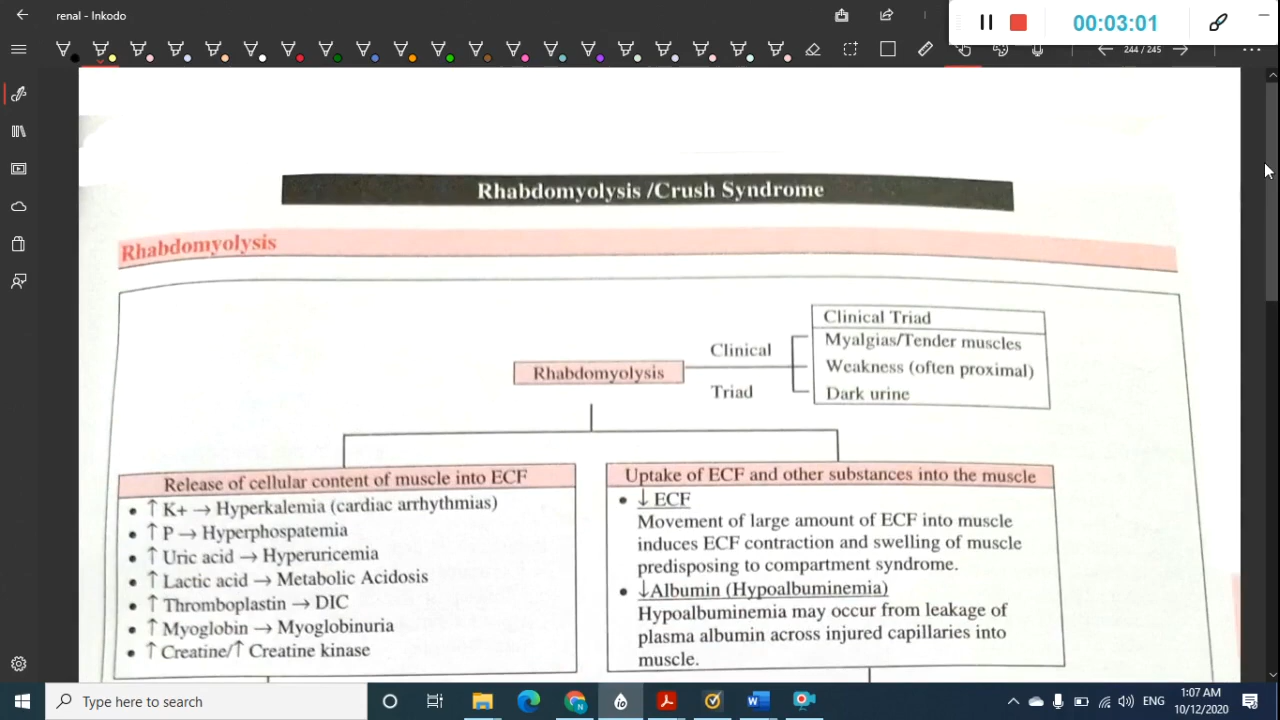 renal - Inkodo
00:03:01
244 / 245
Rhabdomyolysis /Crush Syndrome
Rhabdomyolysis
Rhabdomyolysis
Clinical
Triad
Clinical Triad
Myalgias/Tender muscles
Weakness (often proximal)
Dark urine
Release of cellular content of muscle into ECF
• ↑ K+ → Hyperkalemia (cardiac arrhythmias)
• ↑ P → Hyperphospatemia
• ↑ Uric acid → Hyperuricemia
• ↑ Lactic acid → Metabolic Acidosis
• ↑ Thromboplastin → DIC
• ↑ Myoglobin → Myoglobinuria
• ↑ Creatine/↑ Creatine kinase
Uptake of ECF and other substances into the muscle
• ↓ ECF
Movement of large amount of ECF into muscle
induces ECF contraction and swelling of muscle
predisposing to compartment syndrome.
• ↓Albumin (Hypoalbuminemia)
Hypoalbuminemia may occur from leakage of
plasma albumin across injured capillaries into
muscle.
Type here to search
ENG
1:07 AM
10/12/2020